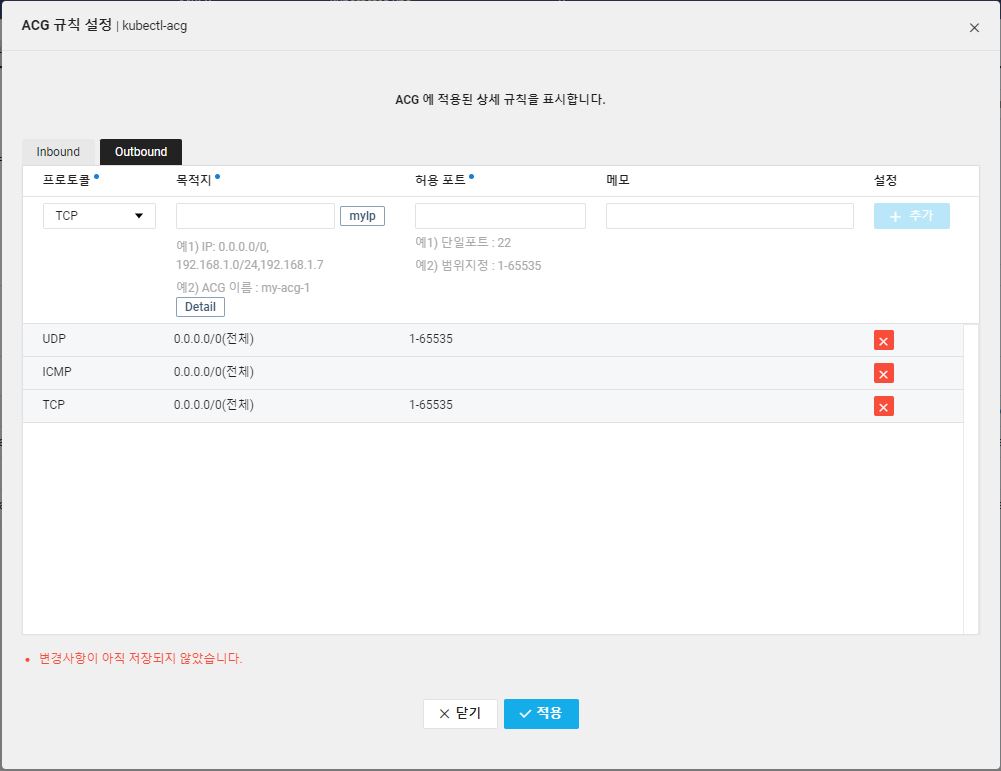 ACG 규칙 설정 | kubectl-acg
ACG 에 적용된 상세 규칙을 표시합니다.
Inbound Outbound
프로토콜 목적지 허용 포트 메모 설정
TCP myIp + 추가
예1) IP: 0.0.0.0/0, 예1) 단일포트 : 22
192.168.1.0/24,192.168.1.7 예2) 범위지정 : 1-65535
예2) ACG 이름 : my-acg-1
Detail
UDP 0.0.0.0/0(전체) 1-65535
ICMP 0.0.0.0/0(전체)
TCP 0.0.0.0/0(전체) 1-65535
변경사항이 아직 저장되지 않았습니다.
닫기 적용